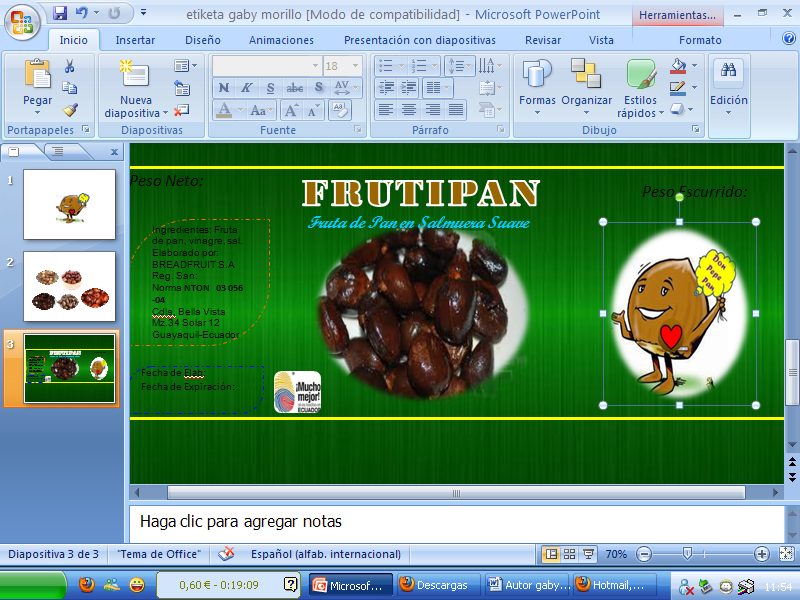 etiketa gaby morillo [Modo de compatibilidad] - Microsoft PowerPoint
Herramientas...
Inicio
Insertar
Diseño
Animaciones
Presentación con diapositivas
Revisar
Vista
Formato
Pegar
Portapapeles
Nueva
diapositiva
Diapositivas
18
N K S abc S AV
A Aa A A
Fuente
Párrafo
Formas
Organizar
Estilos
rápidos
Dibujo
Edición
1
2
3
Peso Neto:
FRUTIPAN
Peso Escurrido:
Fruta de Pan en Salmuera Suave
Ingredientes: Fruta
de pan, vinagre, sal.
Elaborado por:
BREADFRUIT S.A
Reg. San:
Norma NTON 03 056
-04
Cdla. Bella Vista
Mz.34 Solar 12
Guayaquil-Ecuador
Don
Pepe
Pan
Fecha de Elab:
Fecha de Expiración:
¡Mucho
mejor!
ECUADOR
Haga clic para agregar notas
Diapositiva 3 de 3
"Tema de Office"
Español (alfab. internacional)
70%
0,60 € - 0:19:09
Microsof...
Descargas
Autor gaby...
Hotmail,...
11:54